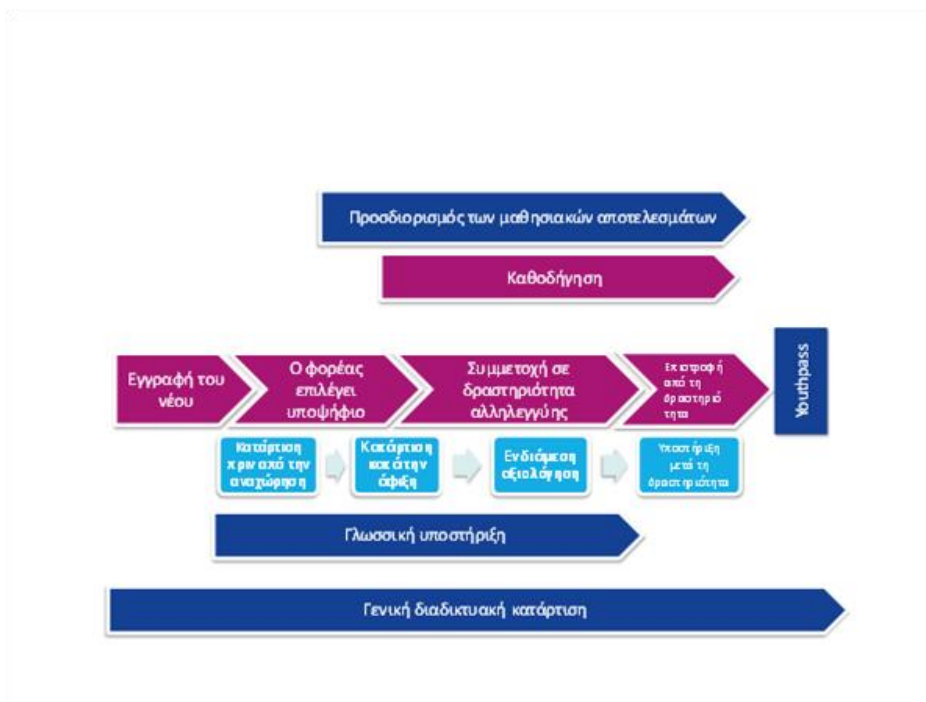 Προσδιορισμός των μαθησιακών αποτελεσμάτων
Καθοδήγηση
Εγγραφή του
νέου
Ο φορέας
επιλέγει
υποψήφιο
Συμμετοχή σε
δραστηριότητα
αλληλεγγύης
Επιστροφή
από τη
δραστηριό
τητα
Youthpass
Κατάρτιση
πριν από την
αναχώρηση
Κατάρτιση
κατά την
άφιξη
Ενδιάμεση
αξιολόγηση
Υποστήριξη
μετά τη
δραστηριότητα
Γλωσσική υποστήριξη
Γενική διαδικτυακή κατάρτιση